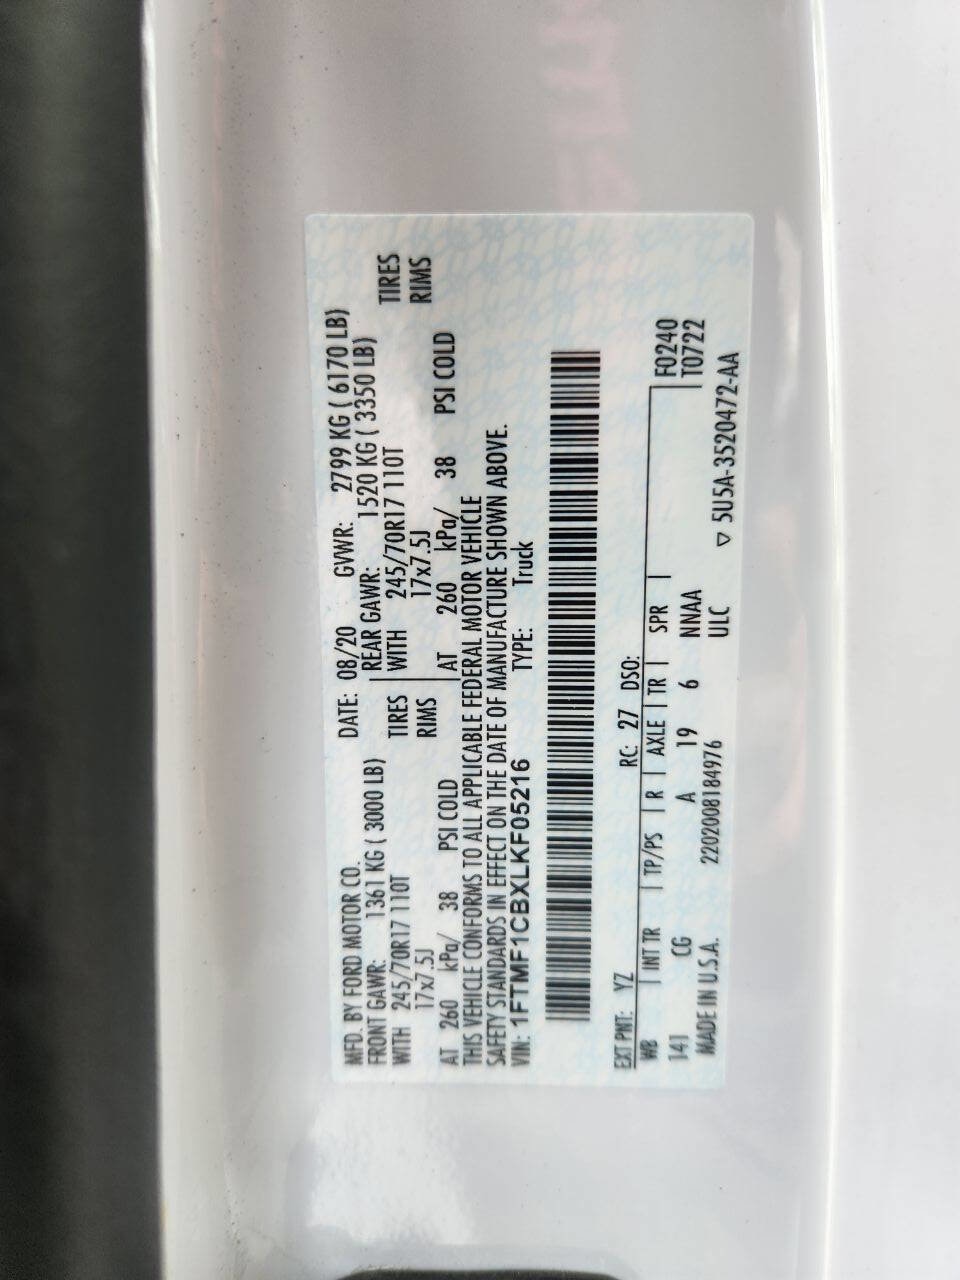 MFD. BY FORD MOTOR CO. DATE: 08/20 GVWR: 2799 KG ( 6170 LB)
FRONT GAWR: 1361 KG ( 3000 LB) REAR GAWR: 1520 KG ( 3350 LB)
WITH 245/70R17 110T TIRES WITH 245/70R17 110T TIRES
17x7.5J RIMS 17x7.5J RIMS
AT 260 kPa/ 38 PSI COLD AT 260 kPa/ 38 PSI COLD
THIS VEHICLE CONFORMS TO ALL APPLICABLE FEDERAL MOTOR VEHICLE
SAFETY STANDARDS IN EFFECT ON THE DATE OF MANUFACTURE SHOWN ABOVE.
VIN: 1FTMF1CBXLKF05216 TYPE: Truck
EXT PNT: YZ RC: 27 DSO:
WB | INT TR | TP/PS | R | AXLE | TR | SPR | F0240
141 CG A 19 6 NNAA T0722
MADE IN U.S.A. 2202008184976 ULC ▽ 5U5A-3520472-AA